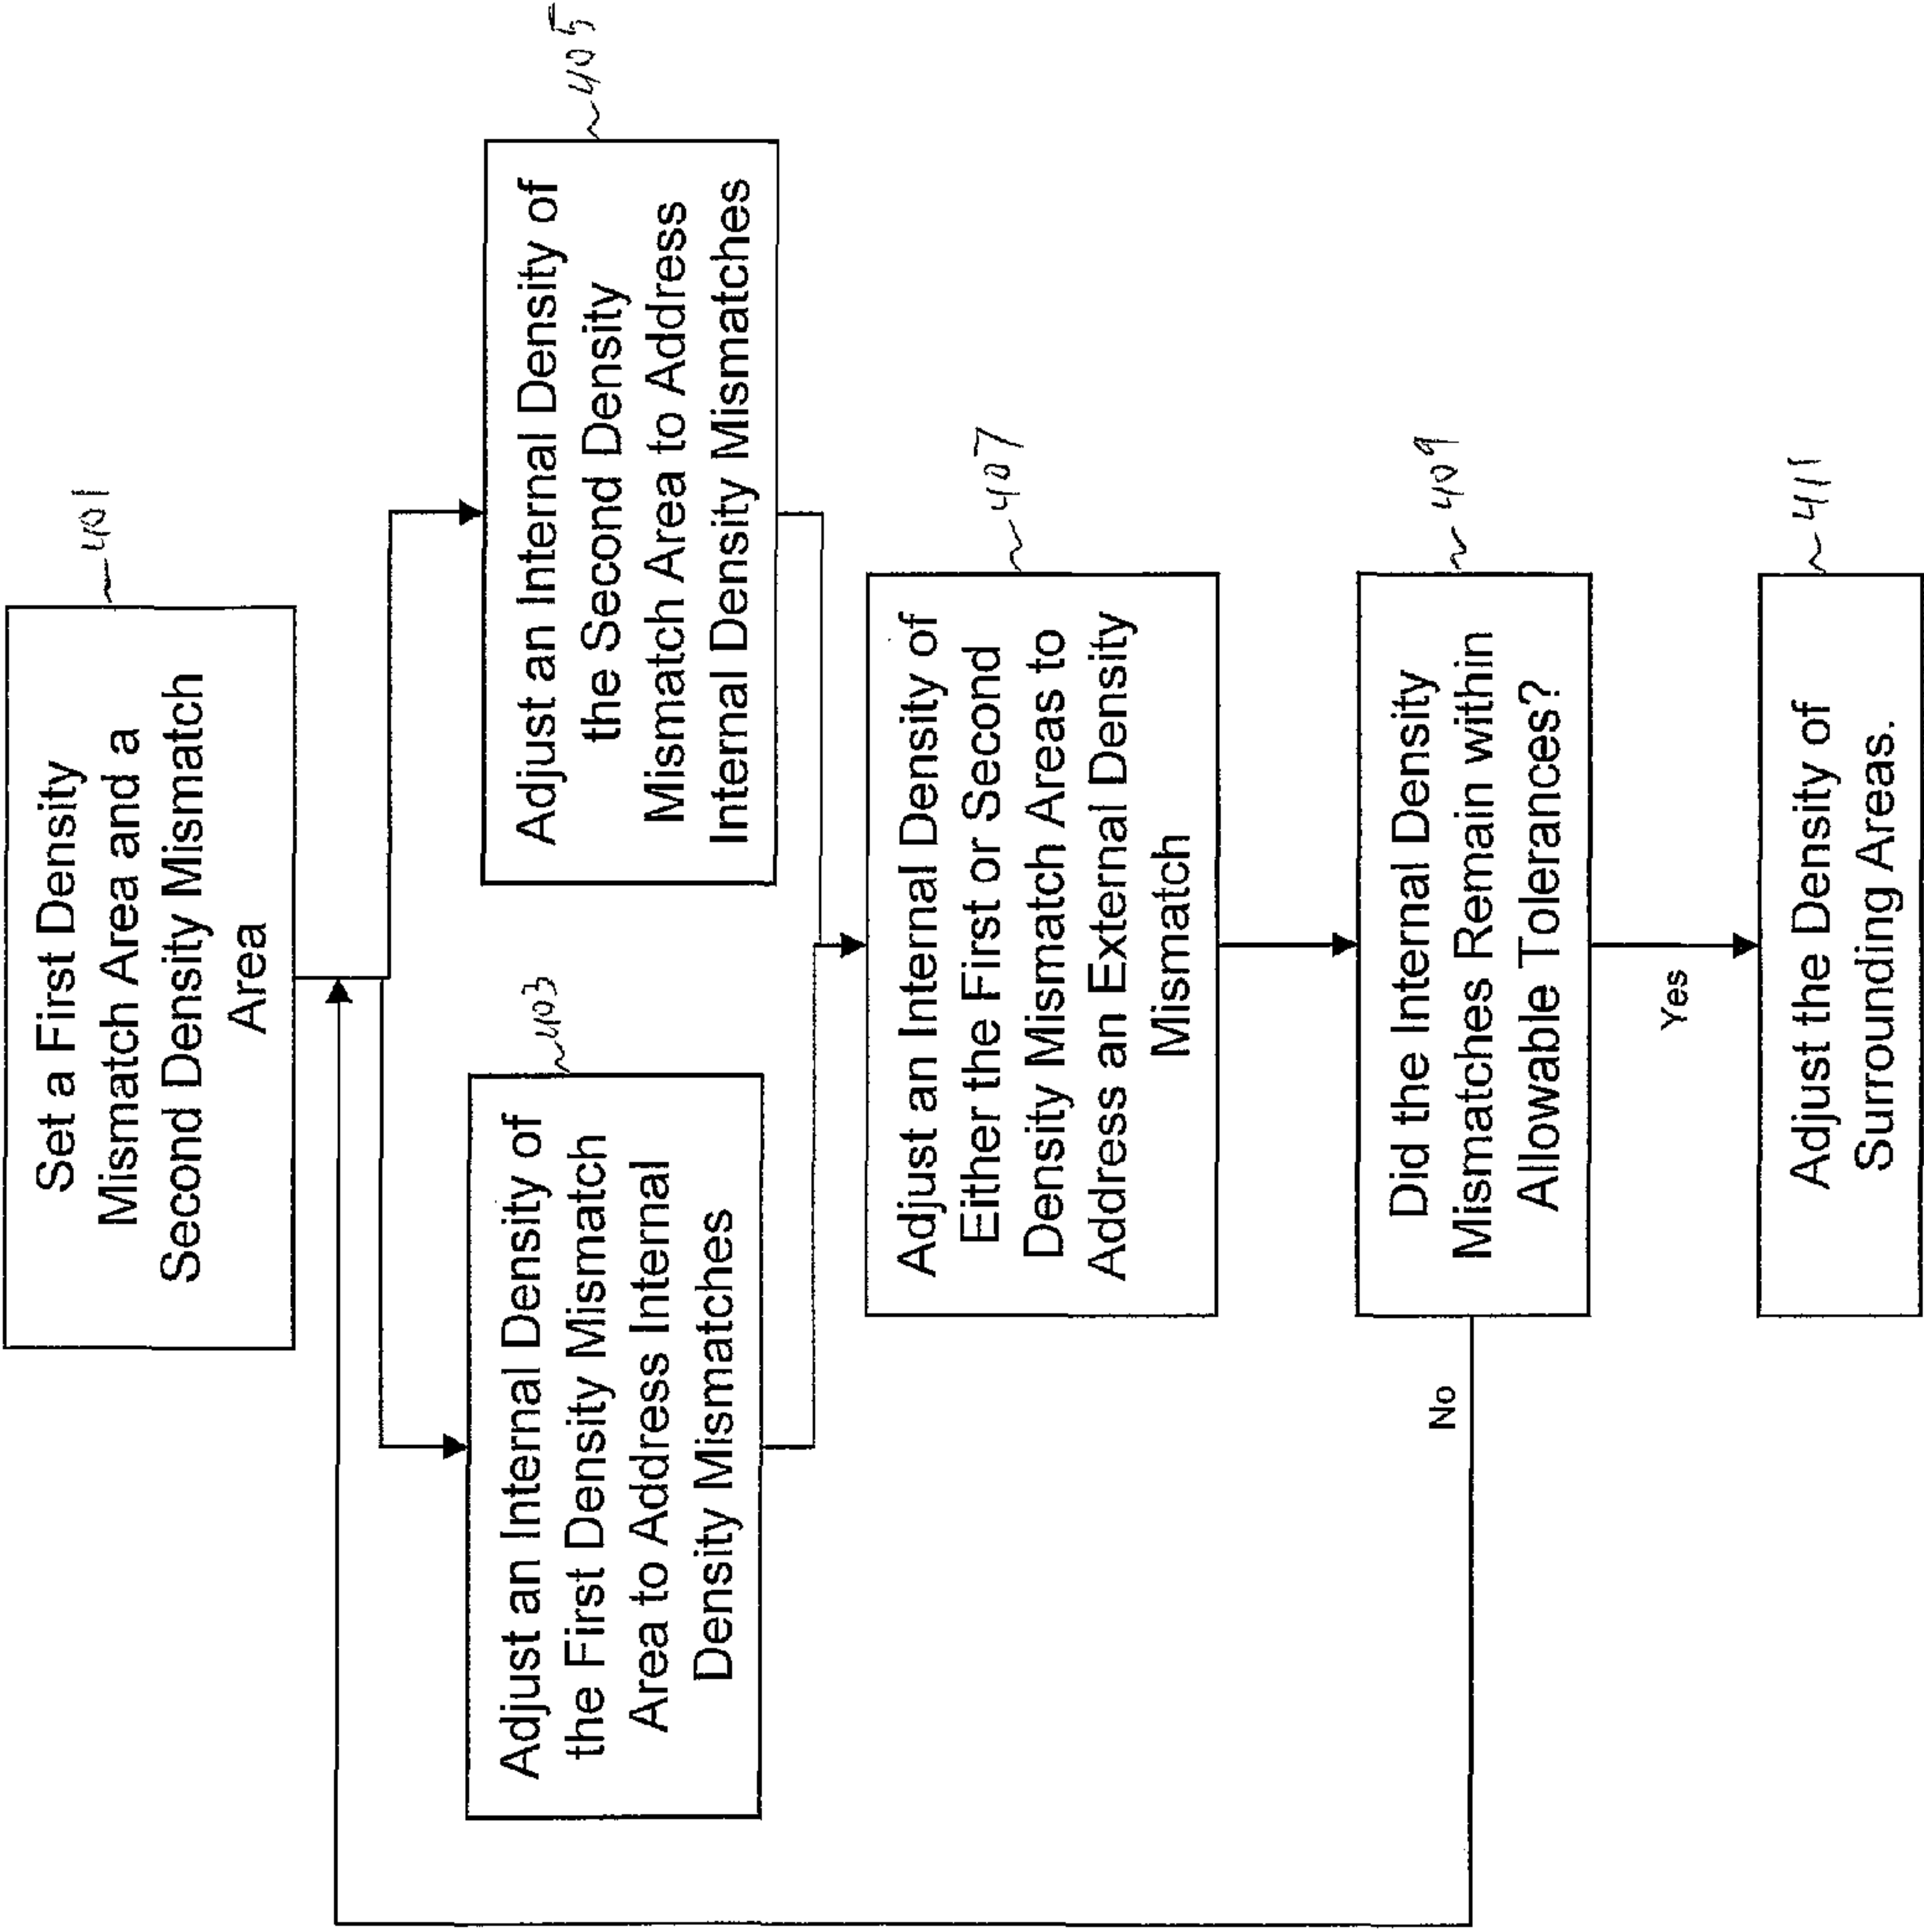 Set a First Density
Mismatch Area and a
Second Density Mismatch
Area
401
Adjust an Internal Density of
the First Density Mismatch
Area to Address Internal
Density Mismatches
403
Adjust an Internal Density of
the Second Density
Mismatch Area to Address
Internal Density Mismatches
405
Adjust an Internal Density of
Either the First or Second
Density Mismatch Areas to
Address an External Density
Mismatch
407
Did the Internal Density
Mismatches Remain within
Allowable Tolerances?
409
No
Yes
Adjust the Density of
Surrounding Areas.
411